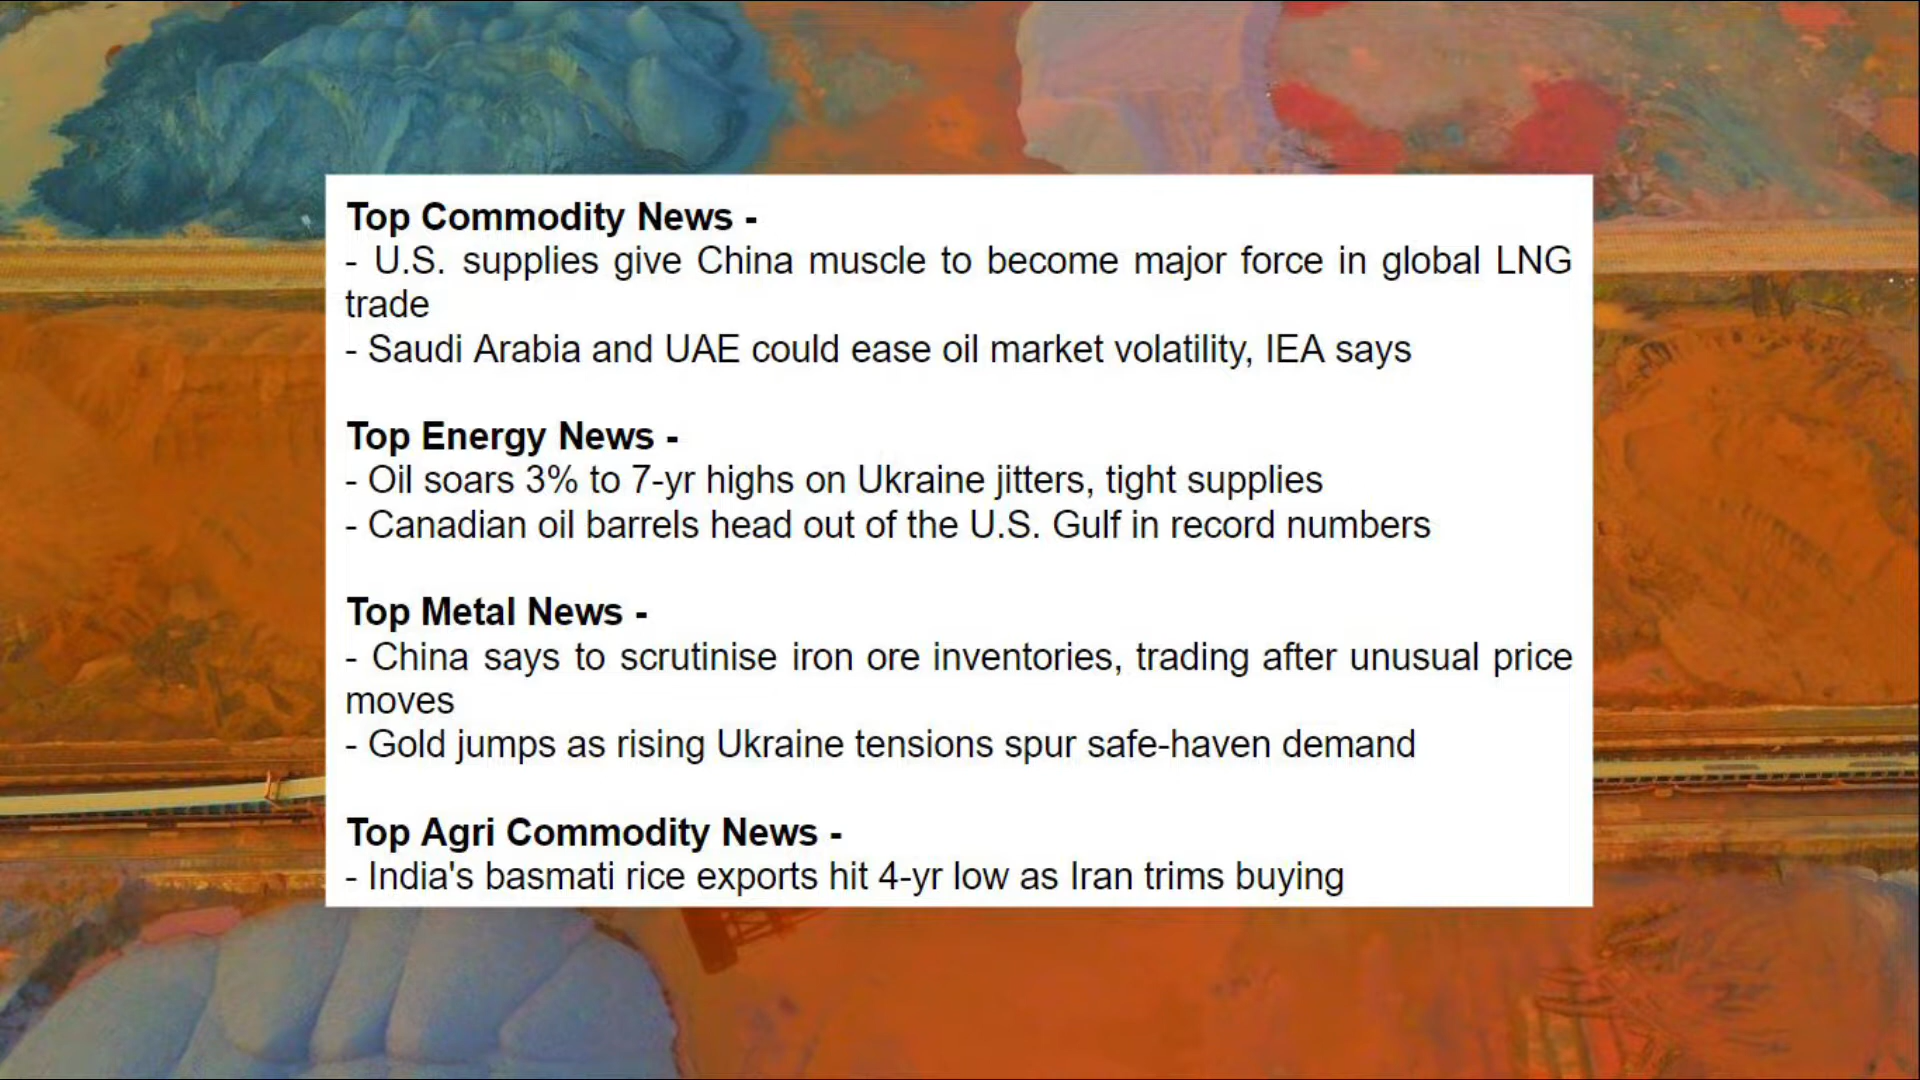 Top Commodity News -
- U.S. supplies give China muscle to become major force in global LNG
trade
- Saudi Arabia and UAE could ease oil market volatility, IEA says
Top Energy News -
- Oil soars 3% to 7-yr highs on Ukraine jitters, tight supplies
- Canadian oil barrels head out of the U.S. Gulf in record numbers
Top Metal News -
- China says to scrutinise iron ore inventories, trading after unusual price
moves
- Gold jumps as rising Ukraine tensions spur safe-haven demand
Top Agri Commodity News -
- India's basmati rice exports hit 4-yr low as Iran trims buying